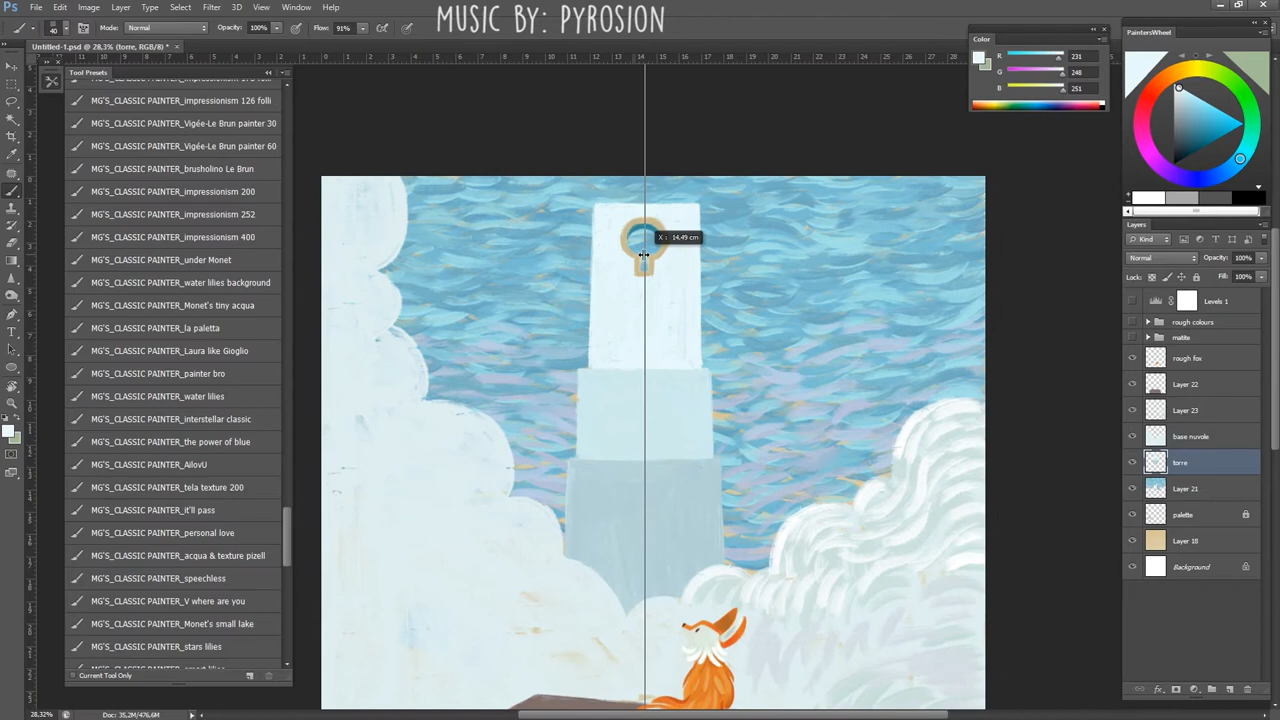 MUSIC BY: PYROSION
Ps File Edit Image Layer Type Select Filter 3D View Window Help
40 Mode: Normal Opacity: 100% Flow: 91%
Untitled-1.psd @ 28,3% (torre, RGB/8) * ×
Tool Presets
MG'S_CLASSIC PAINTER_impressionism 126 folli
MG'S_CLASSIC PAINTER_Vigée-Le Brun painter 30
MG'S_CLASSIC PAINTER_Vigée-Le Brun painter 60
MG'S_CLASSIC PAINTER_brusholino Le Brun
MG'S_CLASSIC PAINTER_impressionism 200
MG'S_CLASSIC PAINTER_impressionism 252
MG'S_CLASSIC PAINTER_impressionism 400
MG'S_CLASSIC PAINTER_under Monet
MG'S_CLASSIC PAINTER_water lilies background
MG'S_CLASSIC PAINTER_Monet's tiny acqua
MG'S_CLASSIC PAINTER_la paletta
MG'S_CLASSIC PAINTER_Laura like Gioglio
MG'S_CLASSIC PAINTER_painter bro
MG'S_CLASSIC PAINTER_water lilies
MG'S_CLASSIC PAINTER_interstellar classic
MG'S_CLASSIC PAINTER_the power of blue
MG'S_CLASSIC PAINTER_AilovU
MG'S_CLASSIC PAINTER_tela texture 200
MG'S_CLASSIC PAINTER_it'll pass
MG'S_CLASSIC PAINTER_personal love
MG'S_CLASSIC PAINTER_acqua & texture pizell
MG'S_CLASSIC PAINTER_speechless
MG'S_CLASSIC PAINTER_V where are you
MG'S_CLASSIC PAINTER_Monet's small lake
MG'S_CLASSIC PAINTER_stars lilies
Current Tool Only
X : 14,49 cm
Color
R 231
G 248
B 251
PaintersWheel
Layers
Kind
Normal Opacity: 100%
Lock: Fill: 100%
Levels 1
rough colours
matite
rough fox
Layer 22
Layer 23
base nuvole
torre
Layer 21
palette
Layer 18
Background
28,32% Doc: 35,2M/476,6M